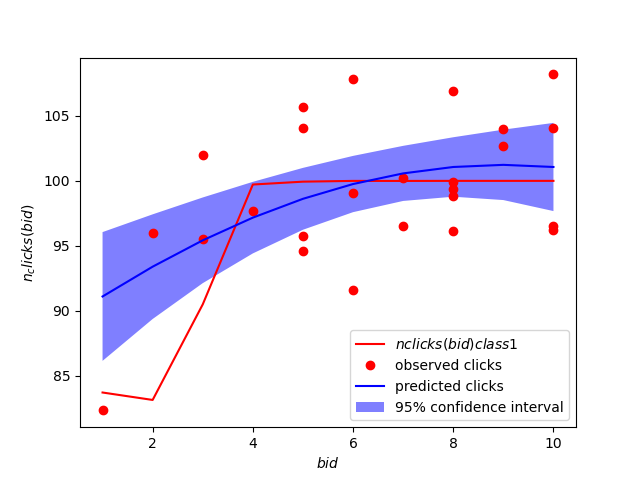 105
100
95
90
85
n_clicks(bid)
2
4
6
8
10
bid
nclicks(bid)class1
observed clicks
predicted clicks
95% confidence interval